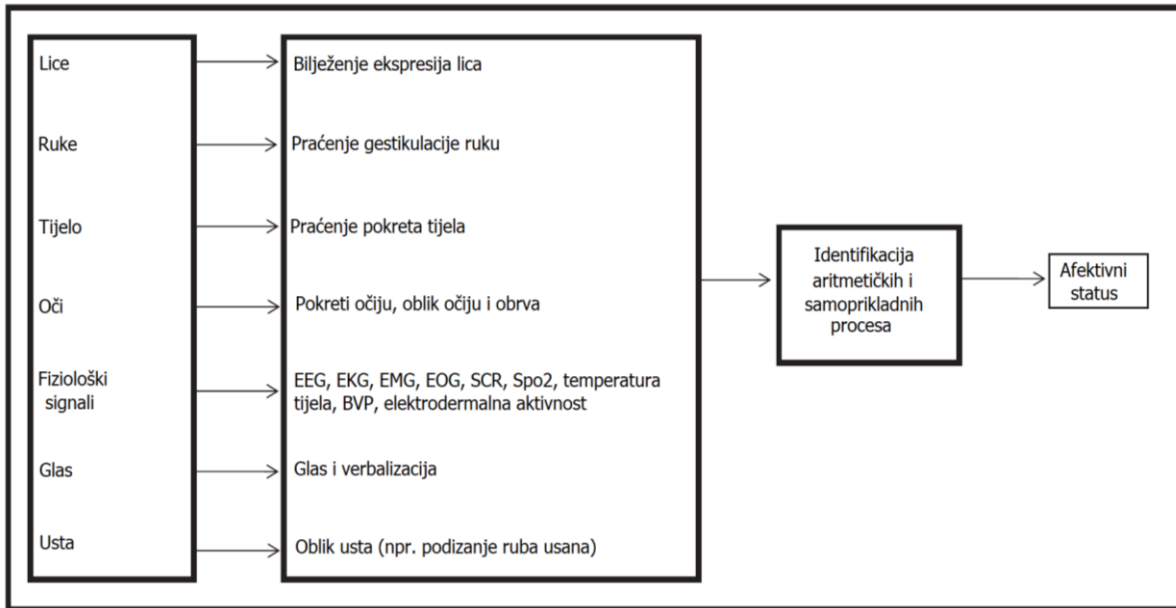 Lice
Bilježenje ekspresija lica
Ruke
Praćenje gestikulacije ruku
Tijelo
Praćenje pokreta tijela
Oči
Pokreti očiju, oblik očiju i obrva
Fiziološki
signali
EEG, EKG, EMG, EOG, SCR, Spo2, temperatura
tijela, BVP, elektrodermalna aktivnost
Glas
Glas i verbalizacija
Usta
Oblik usta (npr. podizanje ruba usana)
Identifikacija
aritmetičkih i
samoprikladnih
procesa
Afektivni
status